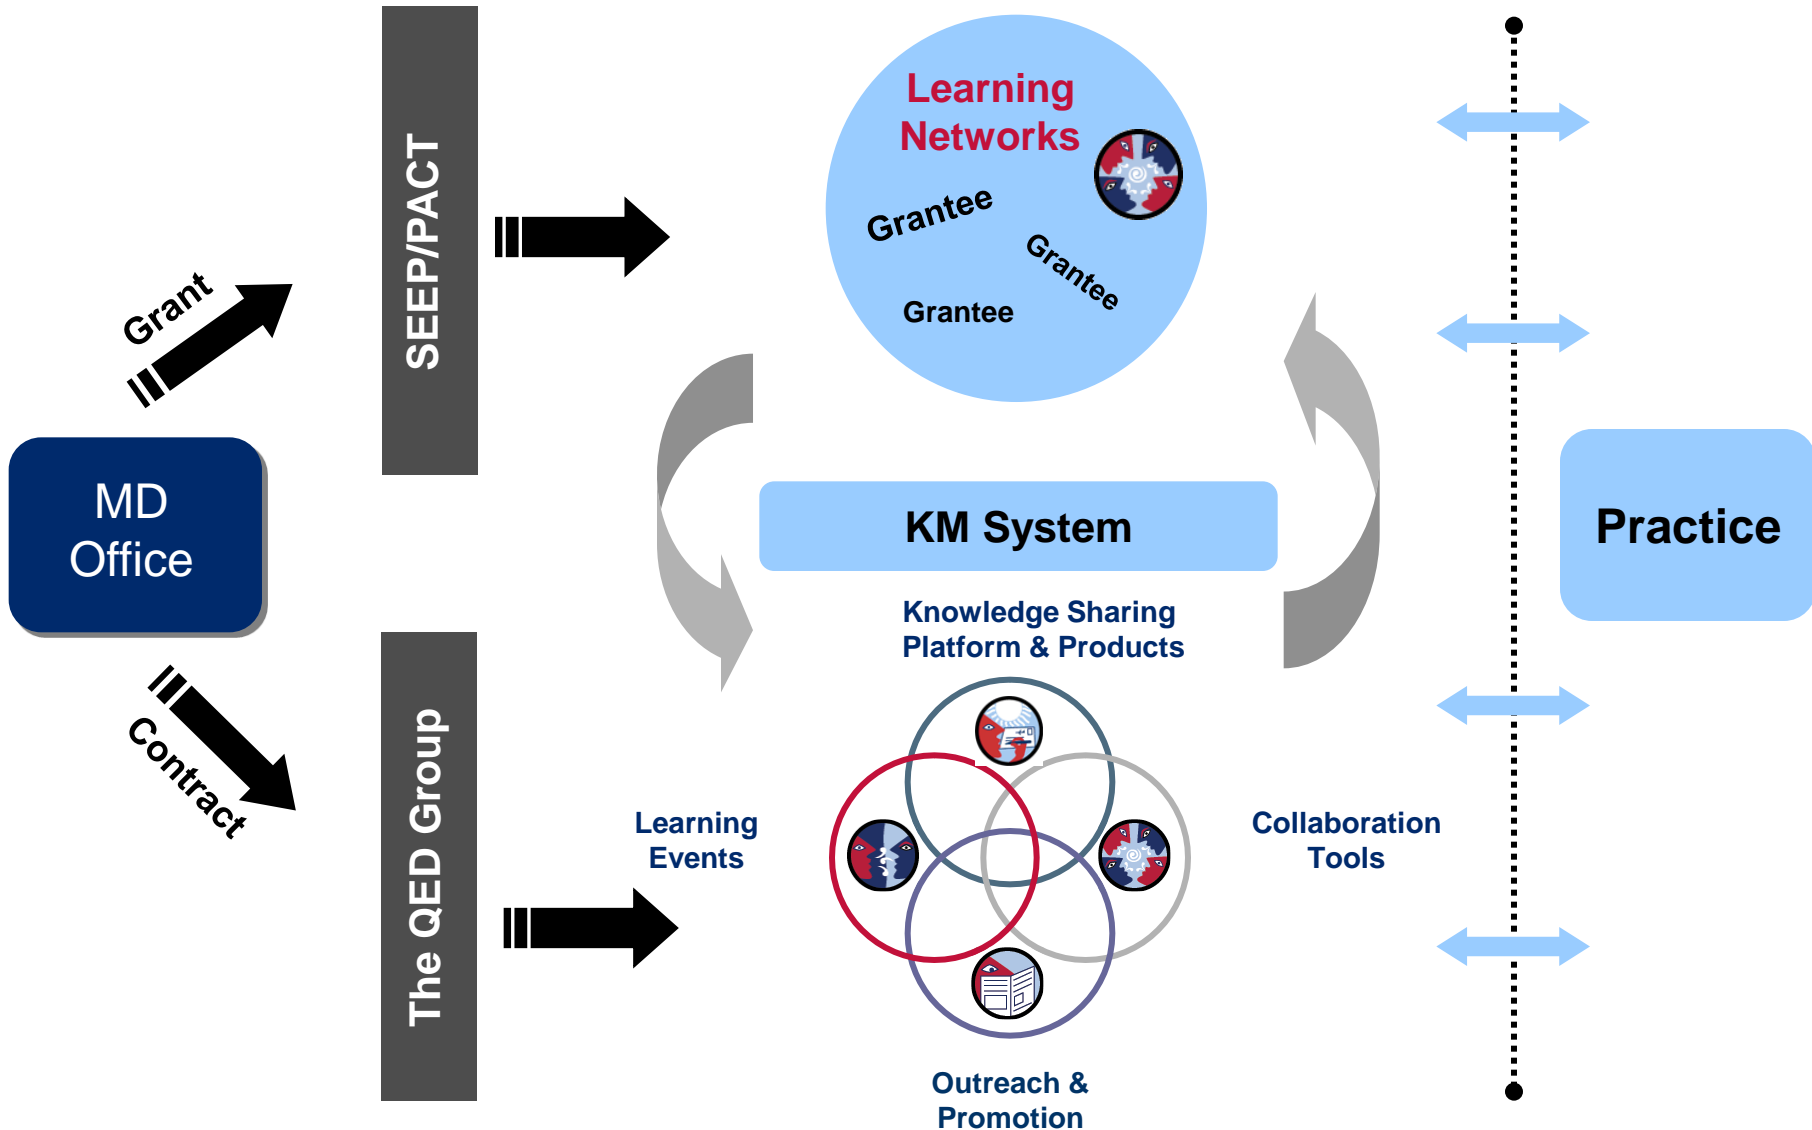 Grant
MD
Office
Contract
SEEP/PACT
The QED Group
Learning
Networks
Grantee
Grantee
Grantee
KM System
Knowledge Sharing
Platform & Products
Learning
Events
Collaboration
Tools
Outreach &
Promotion
Practice